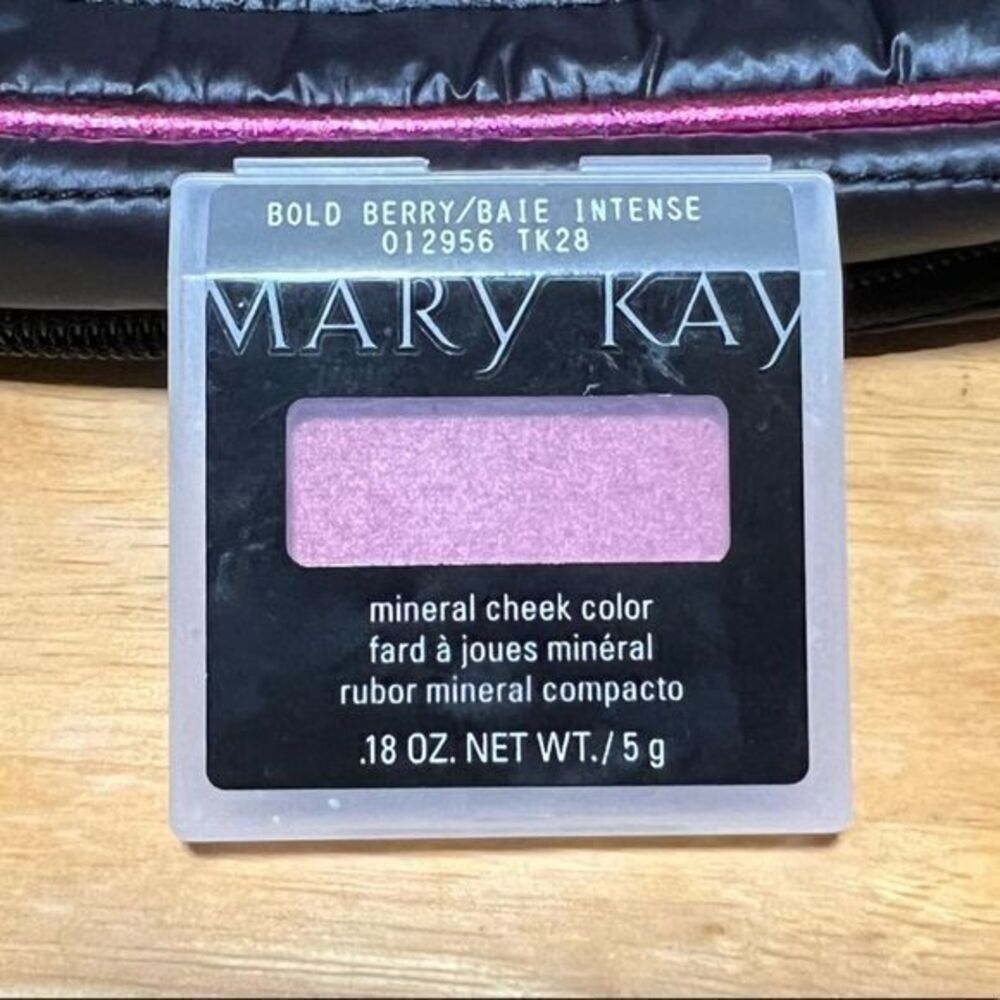 BOLD BERRY/BAIE INTENSE
012956 TK28
MARY KAY
mineral cheek color
fard à joues minéral
rubor mineral compacto
.18 OZ. NET WT./5 g